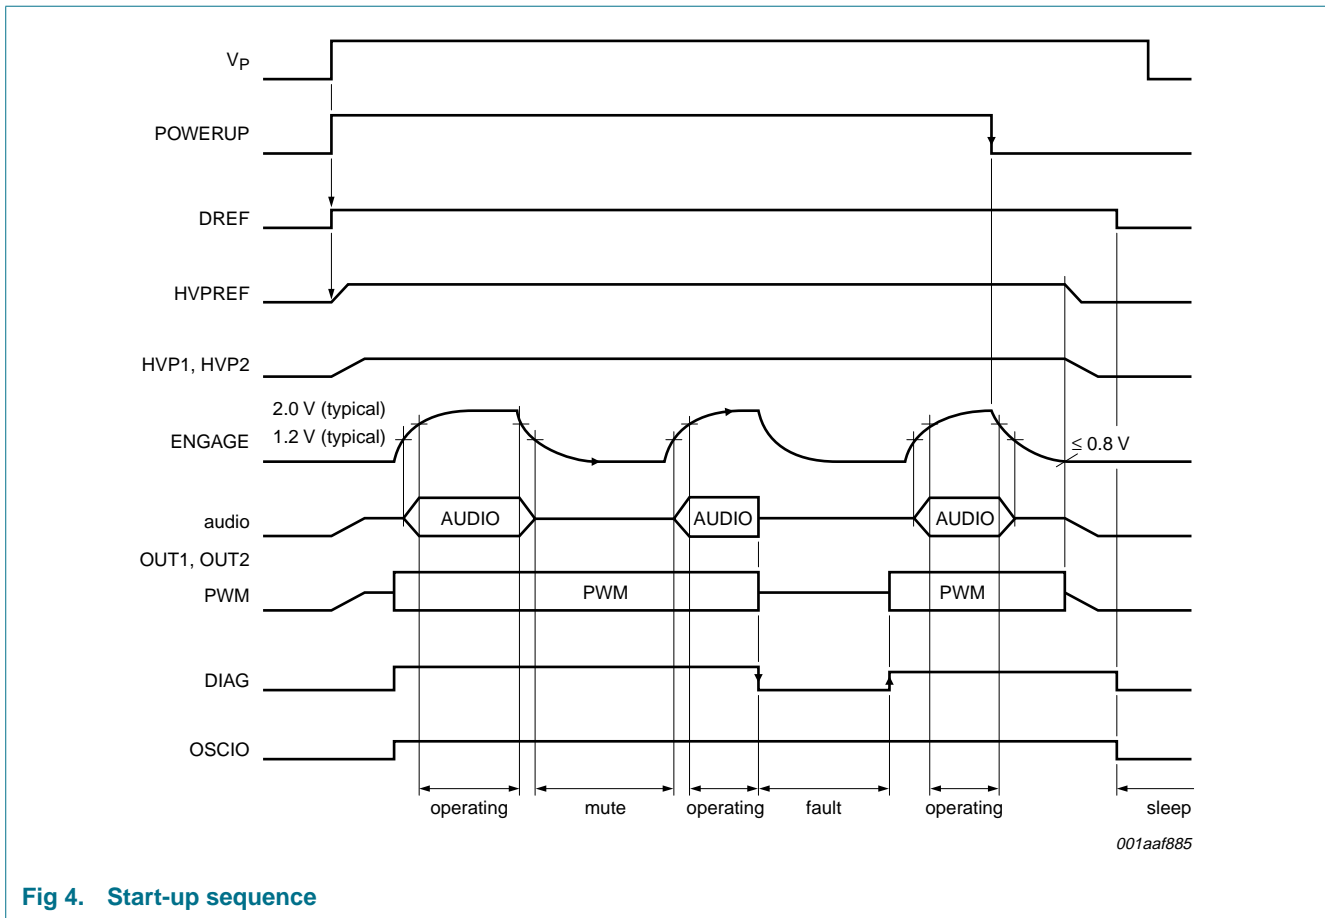 VP
POWERUP
DREF
HVPREF
HVP1, HVP2
2.0 V (typical)
1.2 V (typical)
ENGAGE
≤ 0.8 V
audio
AUDIO
AUDIO
AUDIO
OUT1, OUT2
PWM
PWM
PWM
DIAG
OSCIO
operating
mute
operating
fault
operating
sleep
001aaf885
Fig 4. Start-up sequence